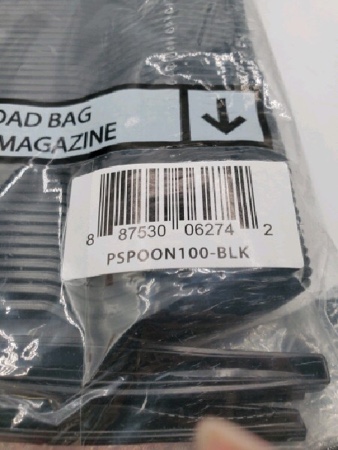 OAD BAG
MAGAZINE
8 87530 06274 2
PSPOON100-BLK